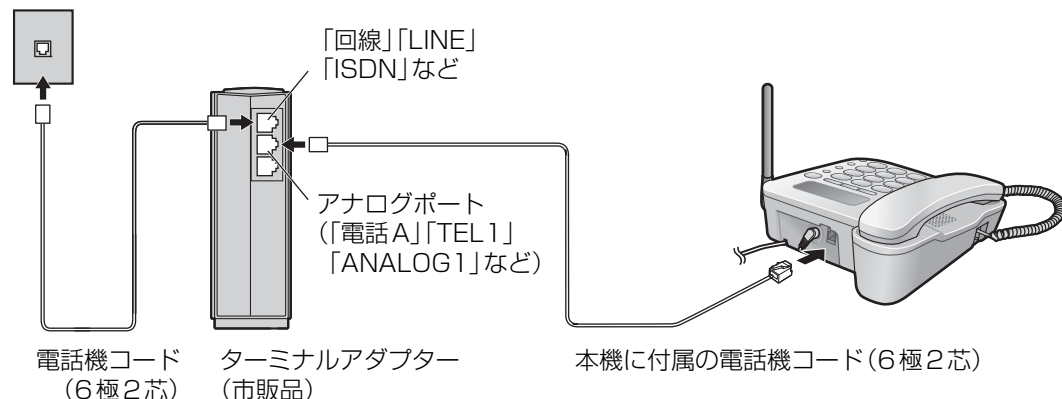 「回線」「LINE」
「ISDN」など
アナログポート
(「電話A」「TEL1」
「ANALOG1」など)
電話機コード
(6極2芯)
ターミナルアダプター
(市販品)
本機に付属の電話機コード(6極2芯)